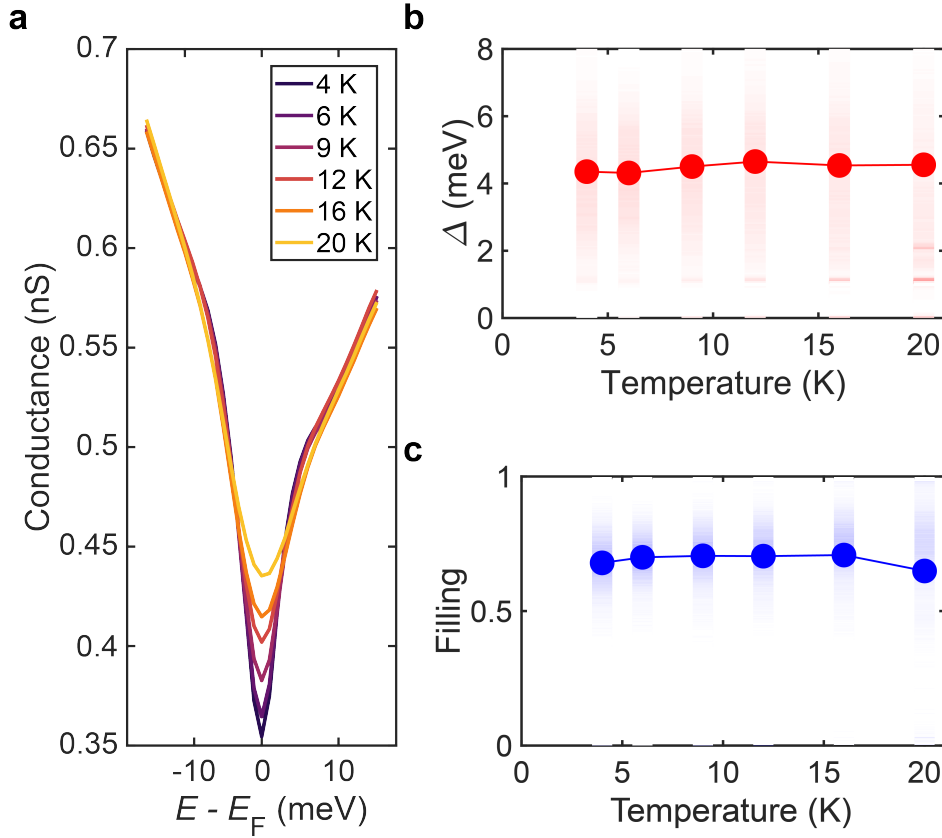 a
0.7
0.65
0.6
0.55
0.5
0.45
0.4
0.35
Conductance (nS)
4 K
6 K
9 K
12 K
16 K
20 K
-10 0 10
E - E_F (meV)
b
8
6
4
2
0
Δ (meV)
0 5 10 15 20
Temperature (K)
c
1
0.5
0
Filling
0 5 10 15 20
Temperature (K)